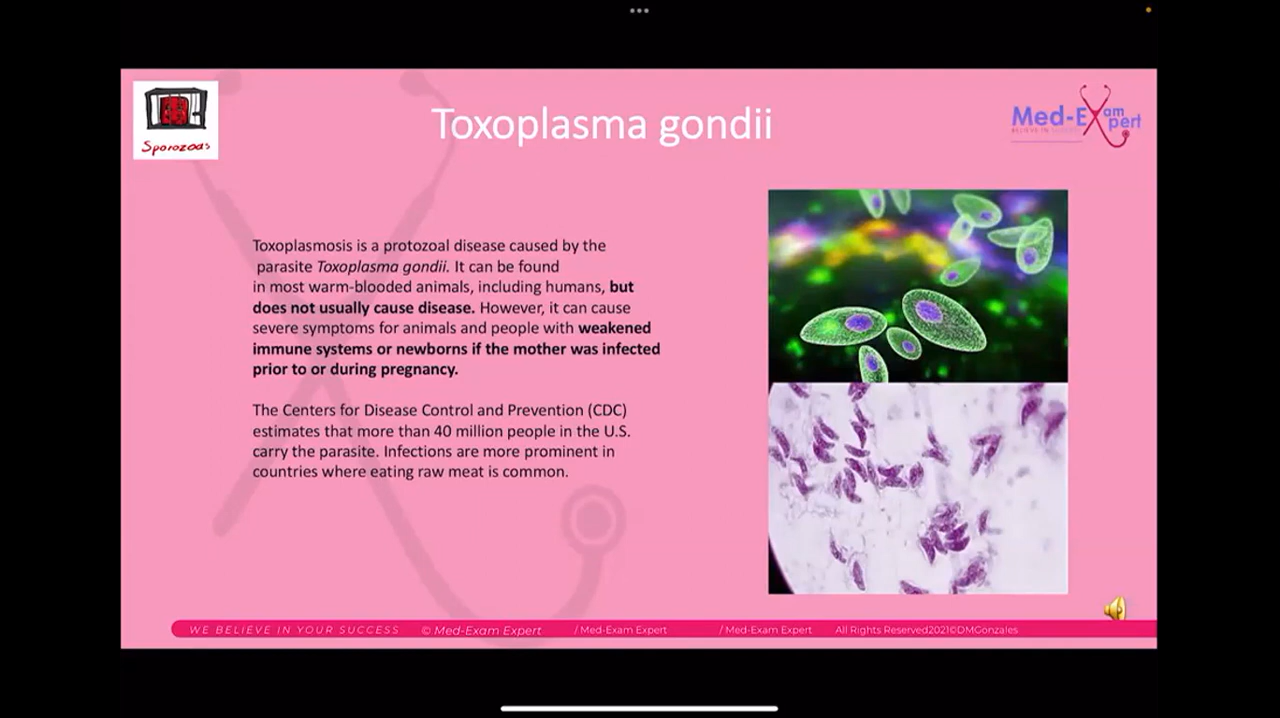 Sporozoas
Toxoplasma gondii
Med-Exam
pert
Toxoplasmosis is a protozoal disease caused by the
parasite Toxoplasma gondii. It can be found
in most warm-blooded animals, including humans, but
does not usually cause disease. However, it can cause
severe symptoms for animals and people with weakened
immune systems or newborns if the mother was infected
prior to or during pregnancy.
The Centers for Disease Control and Prevention (CDC)
estimates that more than 40 million people in the U.S.
carry the parasite. Infections are more prominent in
countries where eating raw meat is common.
WE BELIEVE IN YOUR SUCCESS © Med-Exam Expert / Med-Exam Expert / Med-Exam Expert All Rights Reserved2021©DMGonzales